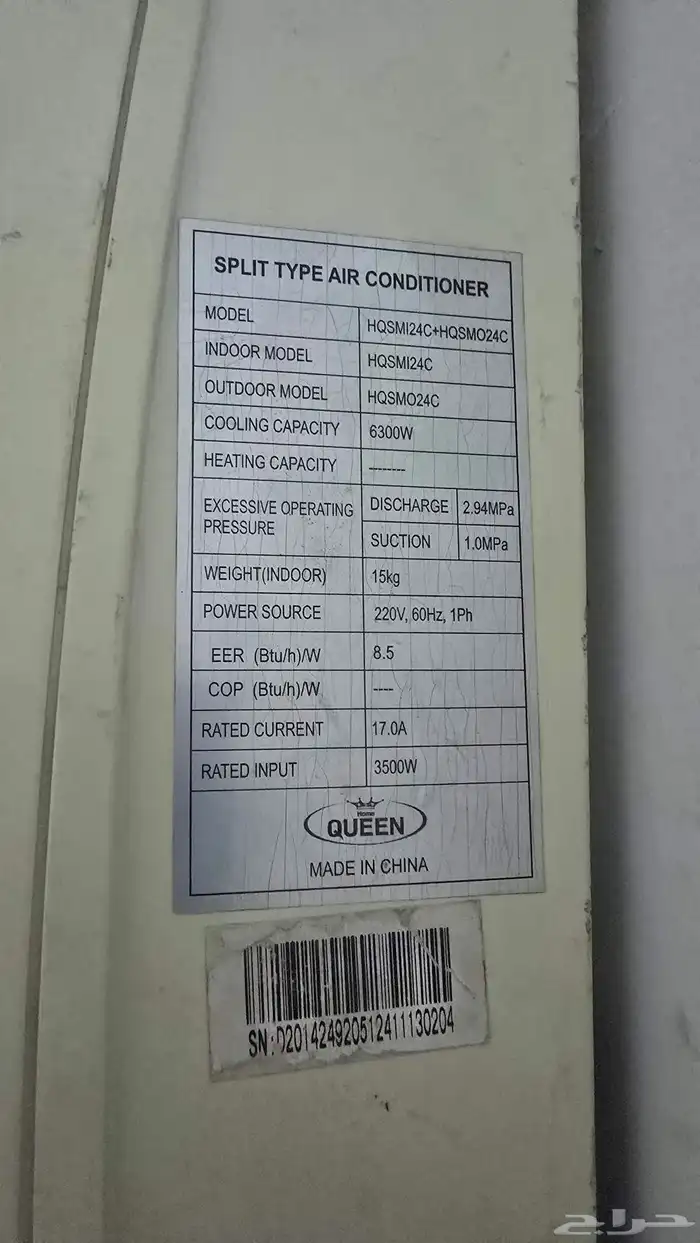 SPLIT TYPE AIR CONDITIONER
MODEL HQSMI24C+HQSMO24C
INDOOR MODEL HQSMI24C
OUTDOOR MODEL HQSMO24C
COOLING CAPACITY 6300W
HEATING CAPACITY --------
EXCESSIVE OPERATING PRESSURE DISCHARGE 2.94MPa
SUCTION 1.0MPa
WEIGHT(INDOOR) 15kg
POWER SOURCE 220V, 60Hz, 1Ph
EER (Btu/h)/W 8.5
COP (Btu/h)/W ----
RATED CURRENT 17.0A
RATED INPUT 3500W
Home
QUEEN
MADE IN CHINA
SN:D201424920512411130204
حراج